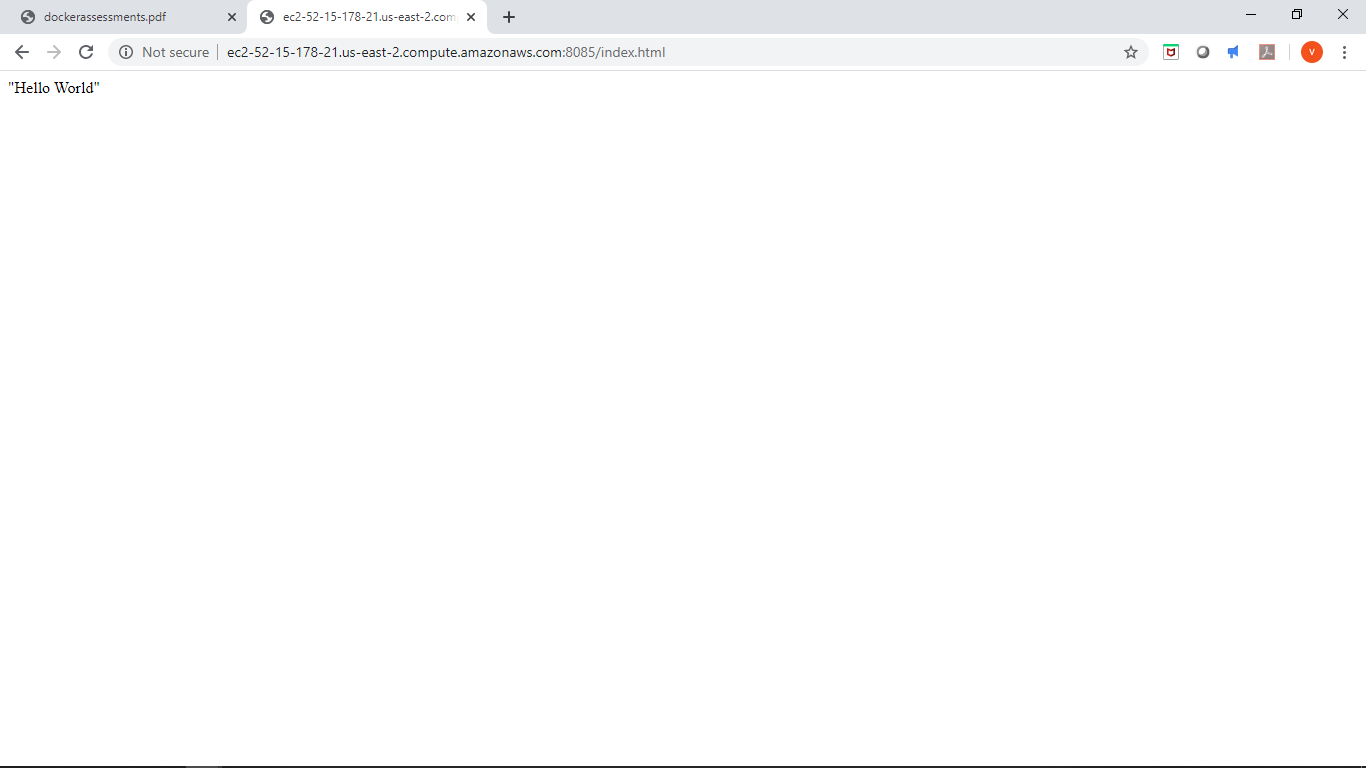 dockerassessments.pdf
ec2-52-15-178-21.us-east-2.com
Not secure
ec2-52-15-178-21.us-east-2.compute.amazonaws.com:8085/index.html
V
"Hello World"